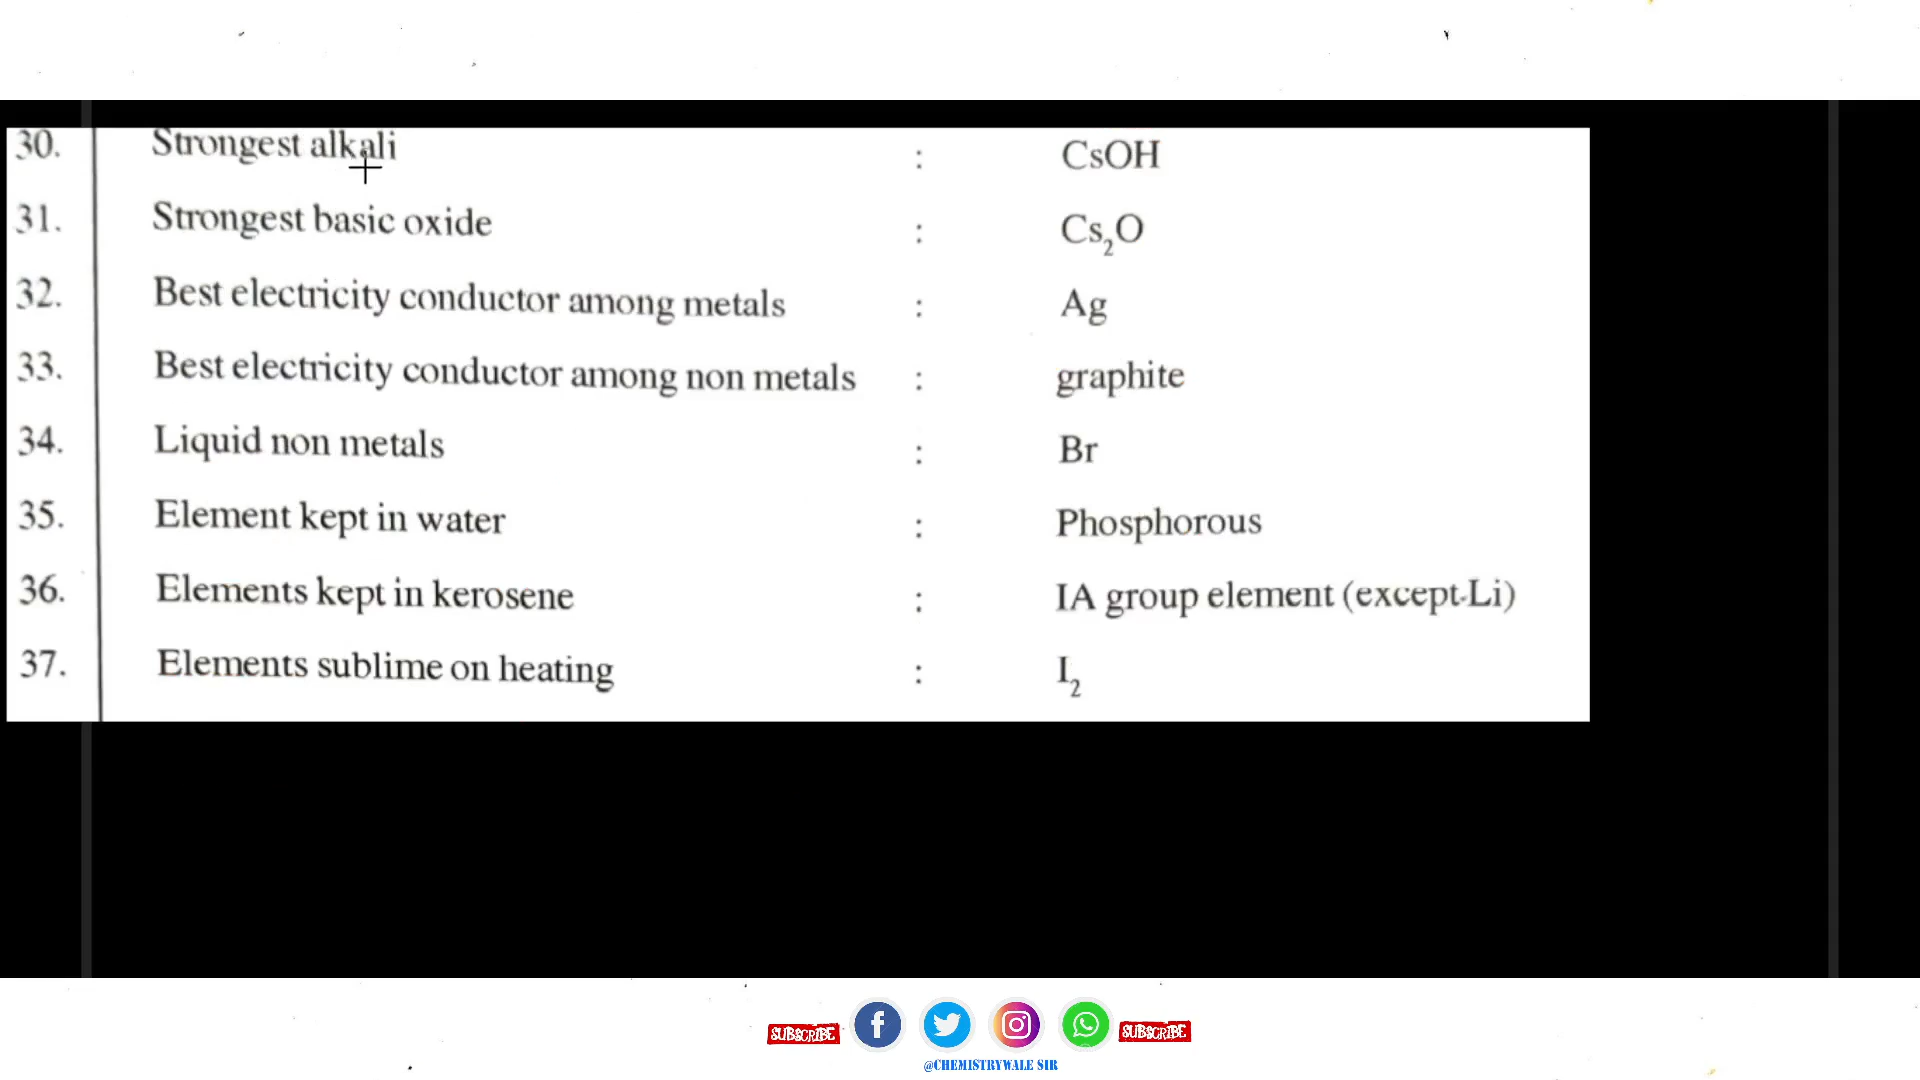 30. Strongest alkali : CsOH
31. Strongest basic oxide : Cs₂O
32. Best electricity conductor among metals : Ag
33. Best electricity conductor among non metals : graphite
34. Liquid non metals : Br
35. Element kept in water : Phosphorous
36. Elements kept in kerosene : IA group element (except-Li)
37. Elements sublime on heating : I₂
SUBSCRIBE SUBSCRIBE
@CHEMISTRYWALE SIR